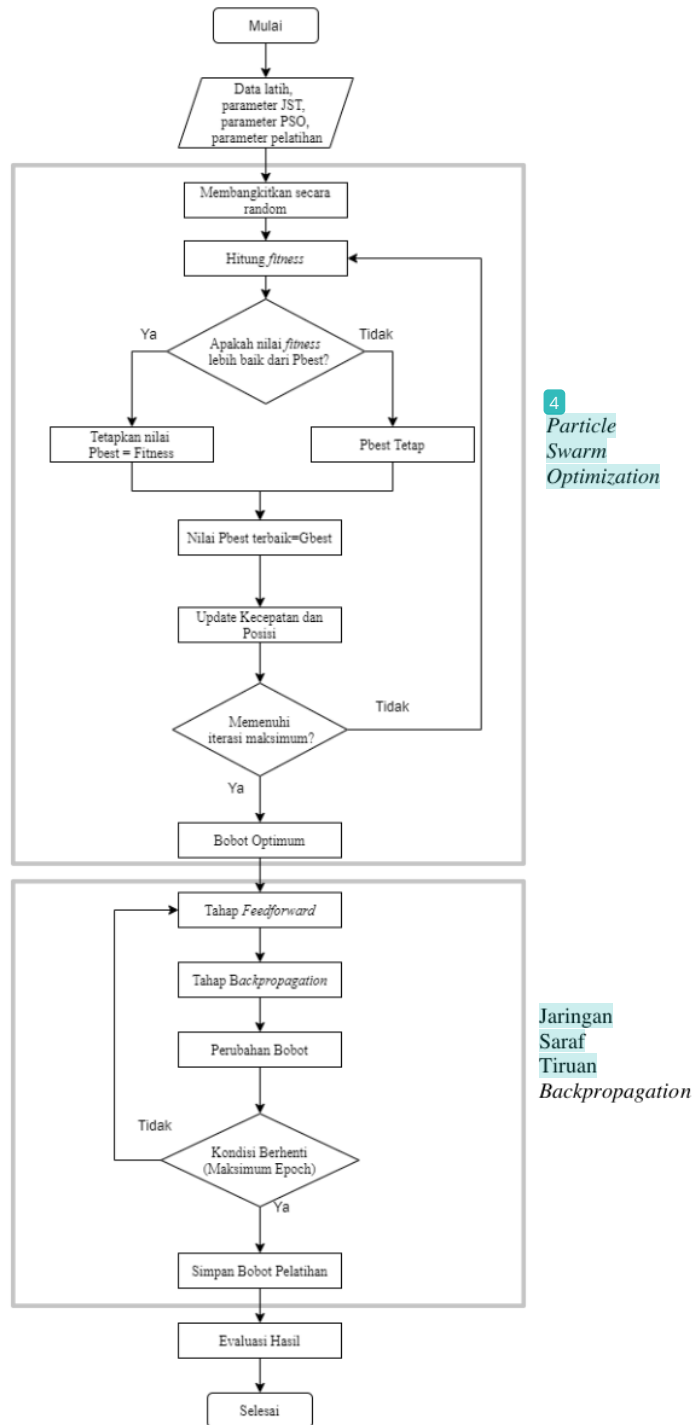 Mulai
Data latih,
parameter JST,
parameter PSO,
parameter pelatihan
Membangkitkan secara
random
Hitung fitness
Ya
Tidak
Apakah nilai fitness
lebih baik dari Pbest?
Tetapkan nilai
Pbest = Fitness
Pbest Tetap
4
Particle
Swarm
Optimization
Nilai Pbest terbaik=Gbest
Update Kecepatan dan
Posisi
Memenuhi
iterasi maksimum?
Tidak
Ya
Bobot Optimum
Tahap Feedforward
Tahap Backpropagation
Perubahan Bobot
Jaringan
Saraf
Tiruan
Backpropagation
Tidak
Kondisi Berhenti
(Maksimum Epoch)
Ya
Simpan Bobot Pelatihan
Evaluasi Hasil
Selesai